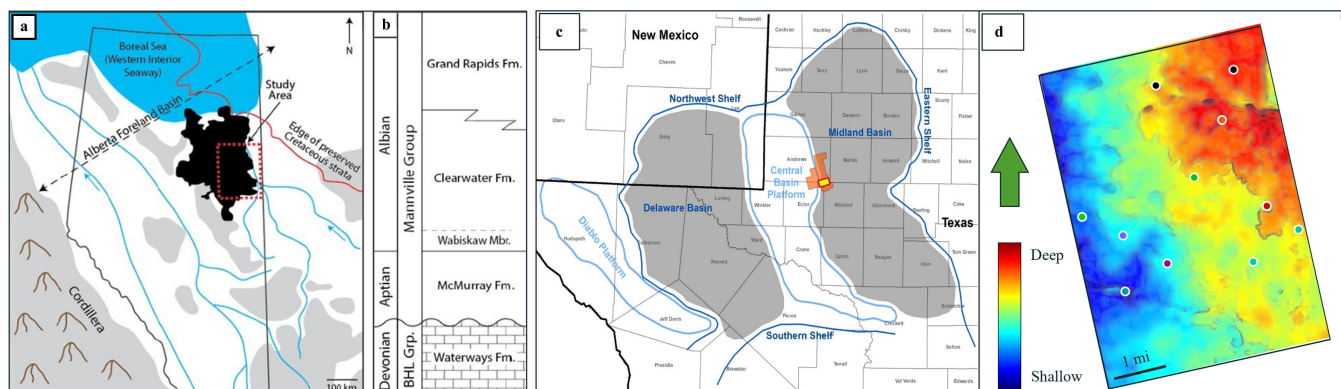 a
Boreal Sea
(Western Interior
Seaway)
N
Alberta Foreland Basin
Study
Area
Edge of preserved
Cretaceous strata
Cordillera
100 km
b
Albian
Aptian
Devonian
Mannville Group
BHL Grp.
Grand Rapids Fm.
Clearwater Fm.
Wabiskaw Mbr.
McMurray Fm.
Waterways Fm.
c
New Mexico
Roosevelt
Chaves
Otero
Lea
Eddy
Northwest Shelf
Cochran
Hockley
Lubbock
Crosby
Dickens
King
Yoakum
Terry
Lynn
Garza
Kent
Scurry
Gaines
Dawson
Borden
Fisher
Eastern Shelf
Midland Basin
Andrews
Martin
Howard
Mitchell
Nolan
Central
Basin
Platform
Delaware Basin
Loving
Winkler
Ector
Midland
Glasscock
Sterling
Coke
Texas
Diablo Platform
Hudspeth
Culberson
Ward
Crane
Upton
Reagan
Irion
Tom Green
Reeves
Schleicher
Jeff Davis
Pecos
Crockett
Southern Shelf
Sutton
Presidio
Brewster
Terrell
Val Verde
Edwards
d
Deep
Shallow
1 mi